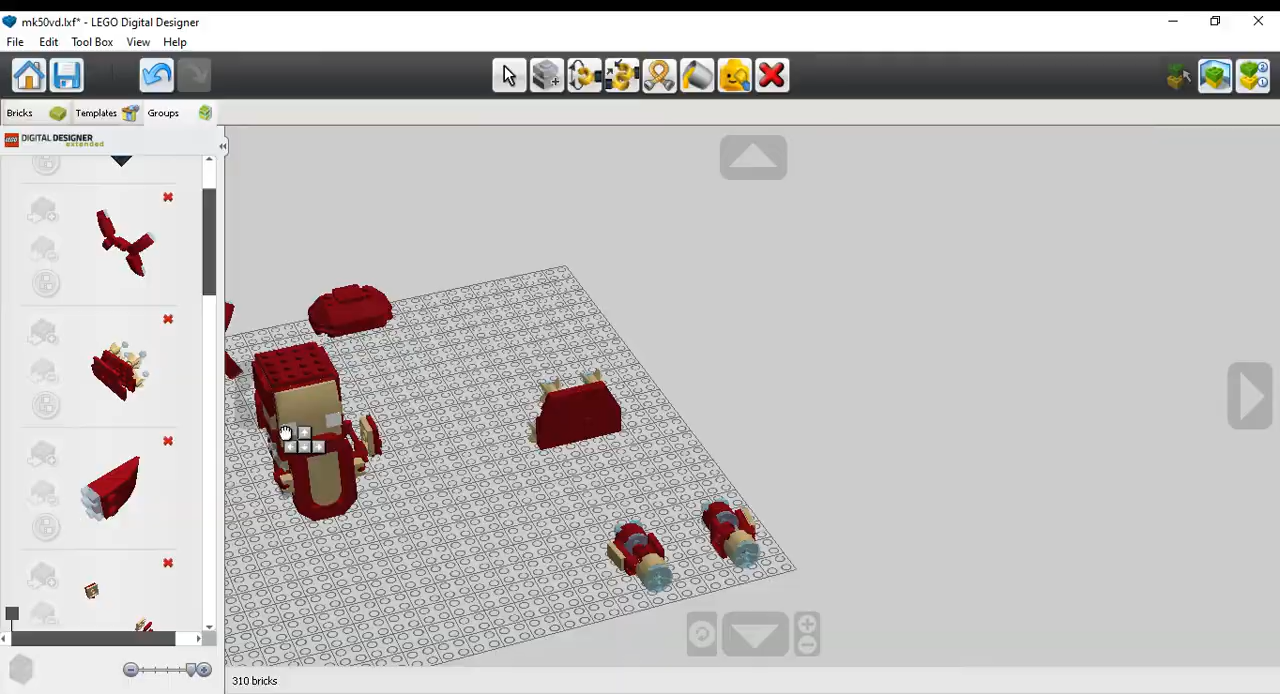 mk50vd.lxf* - LEGO Digital Designer
File Edit Tool Box View Help
Bricks Templates Groups
LEGO DIGITAL DESIGNER
extended
310 bricks